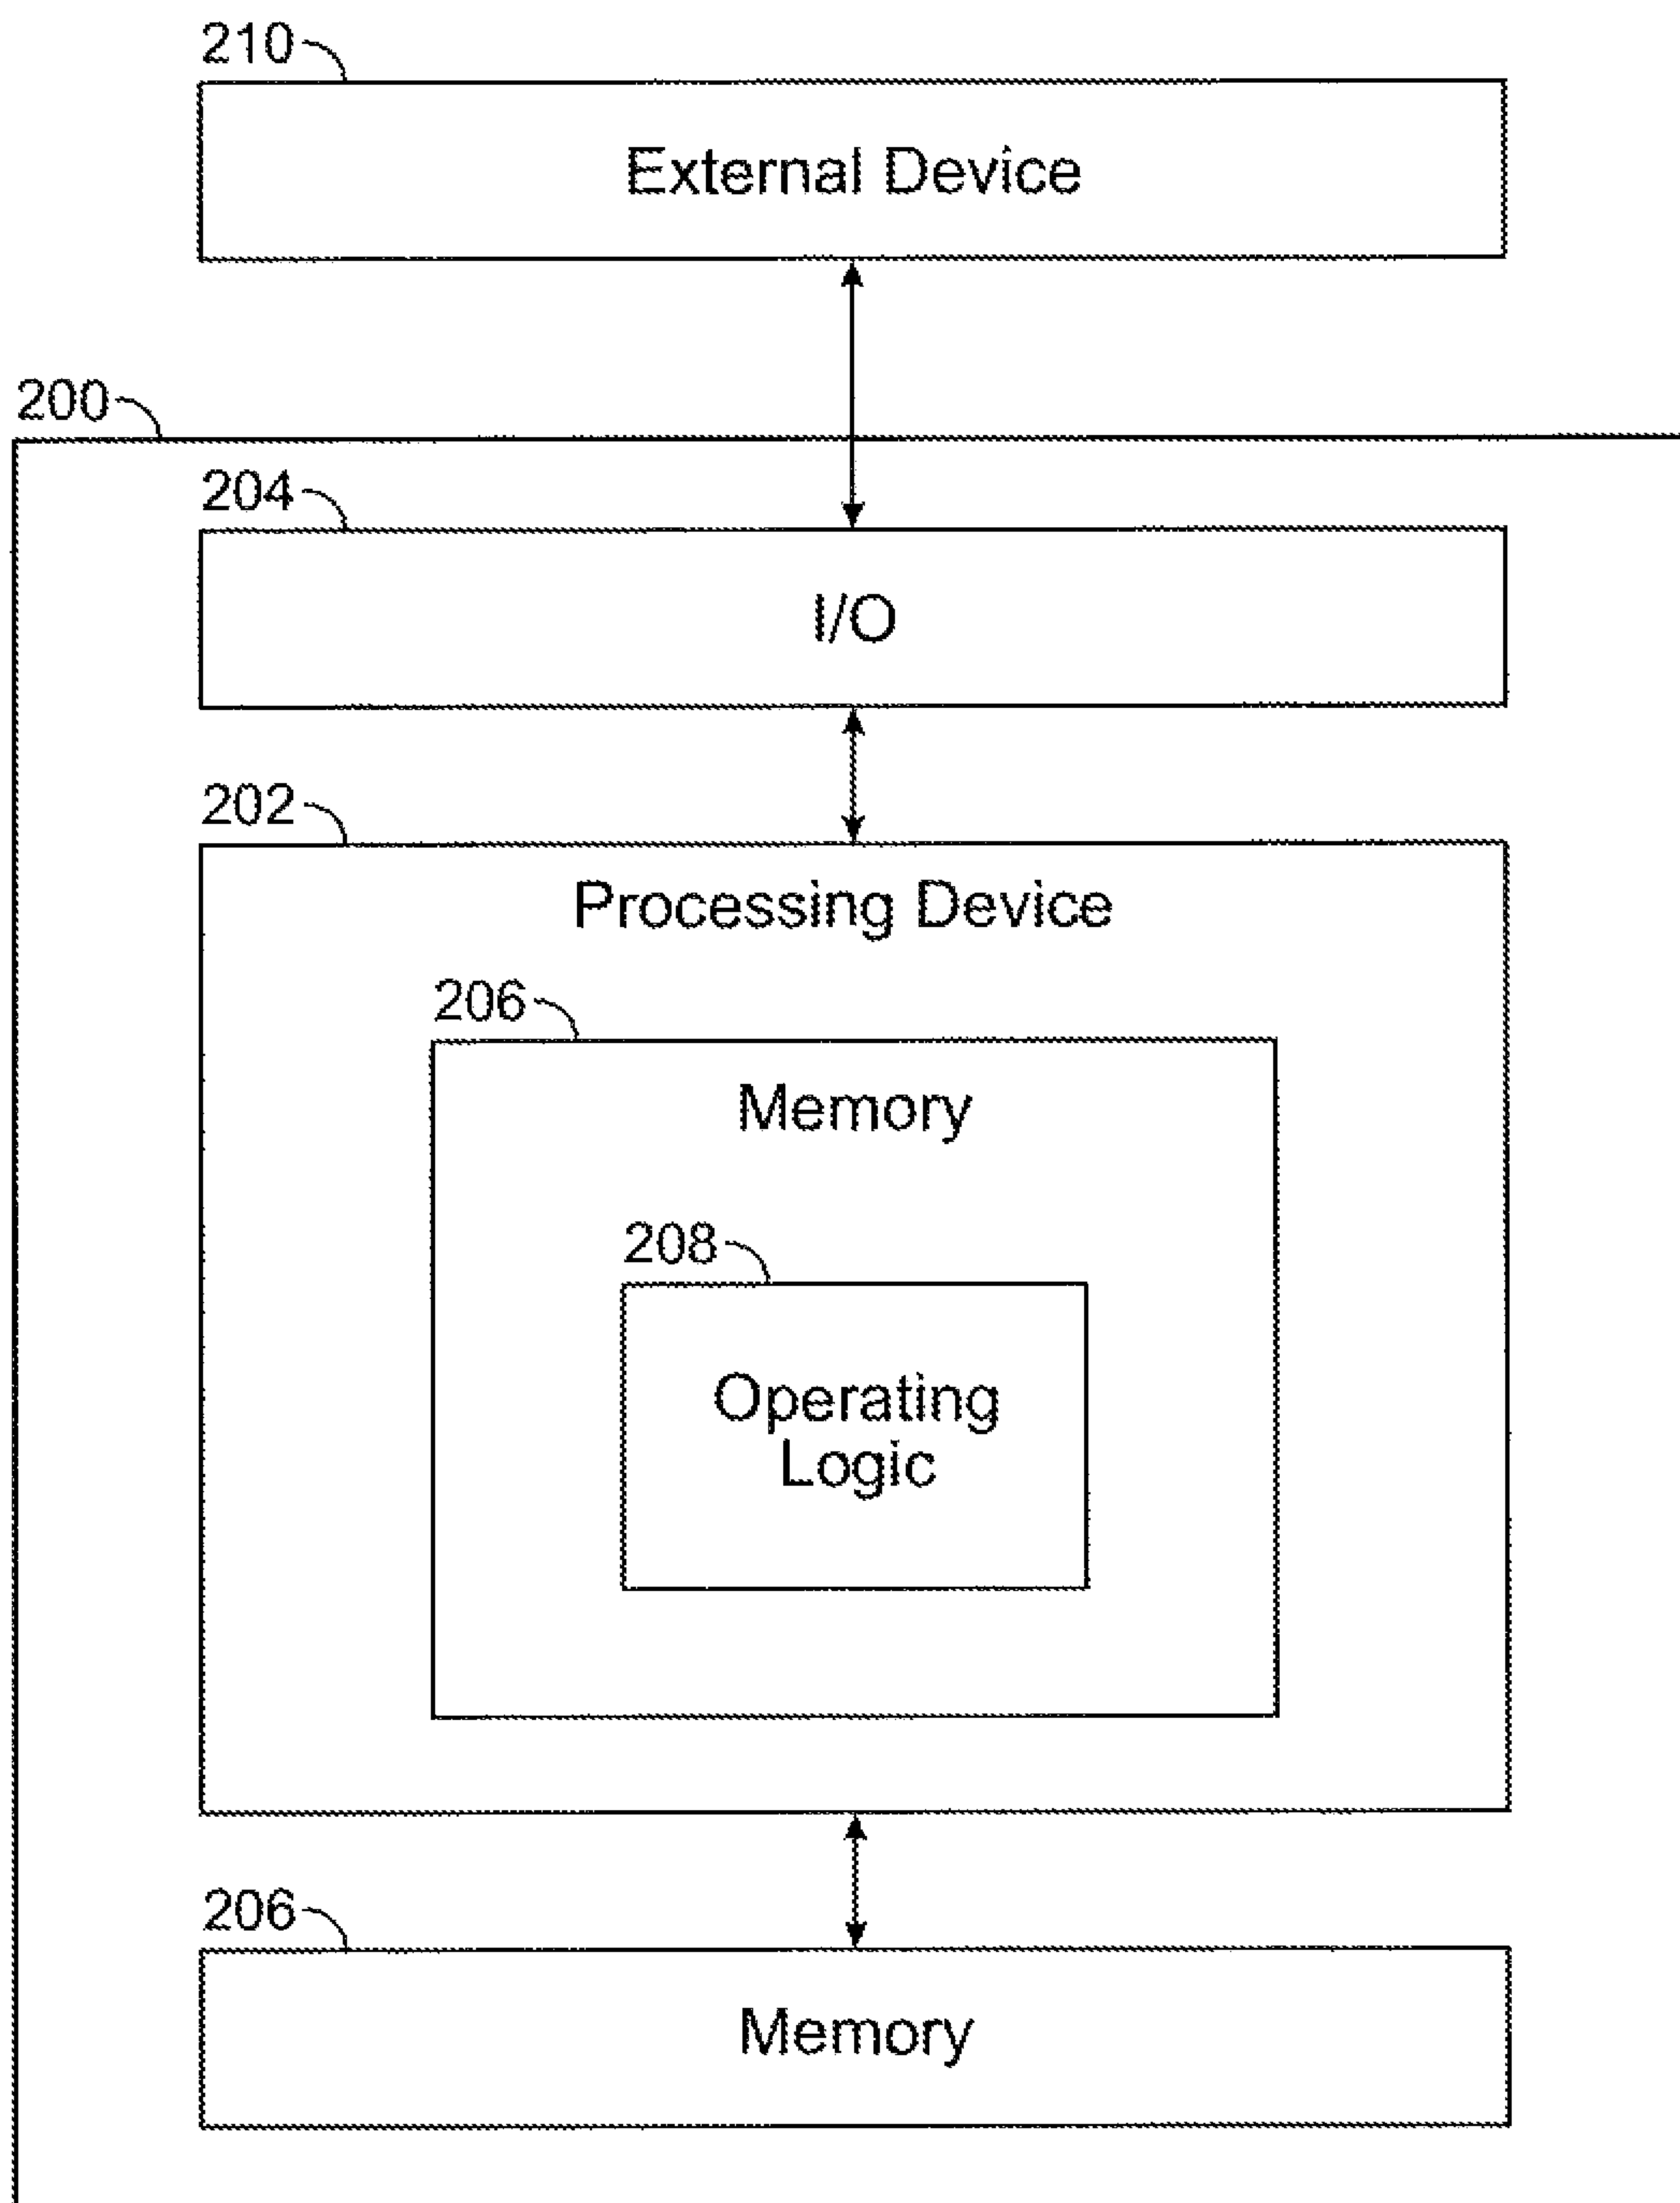 210
External Device
200
204
I/O
202
Processing Device
206
Memory
208
Operating
Logic
206
Memory